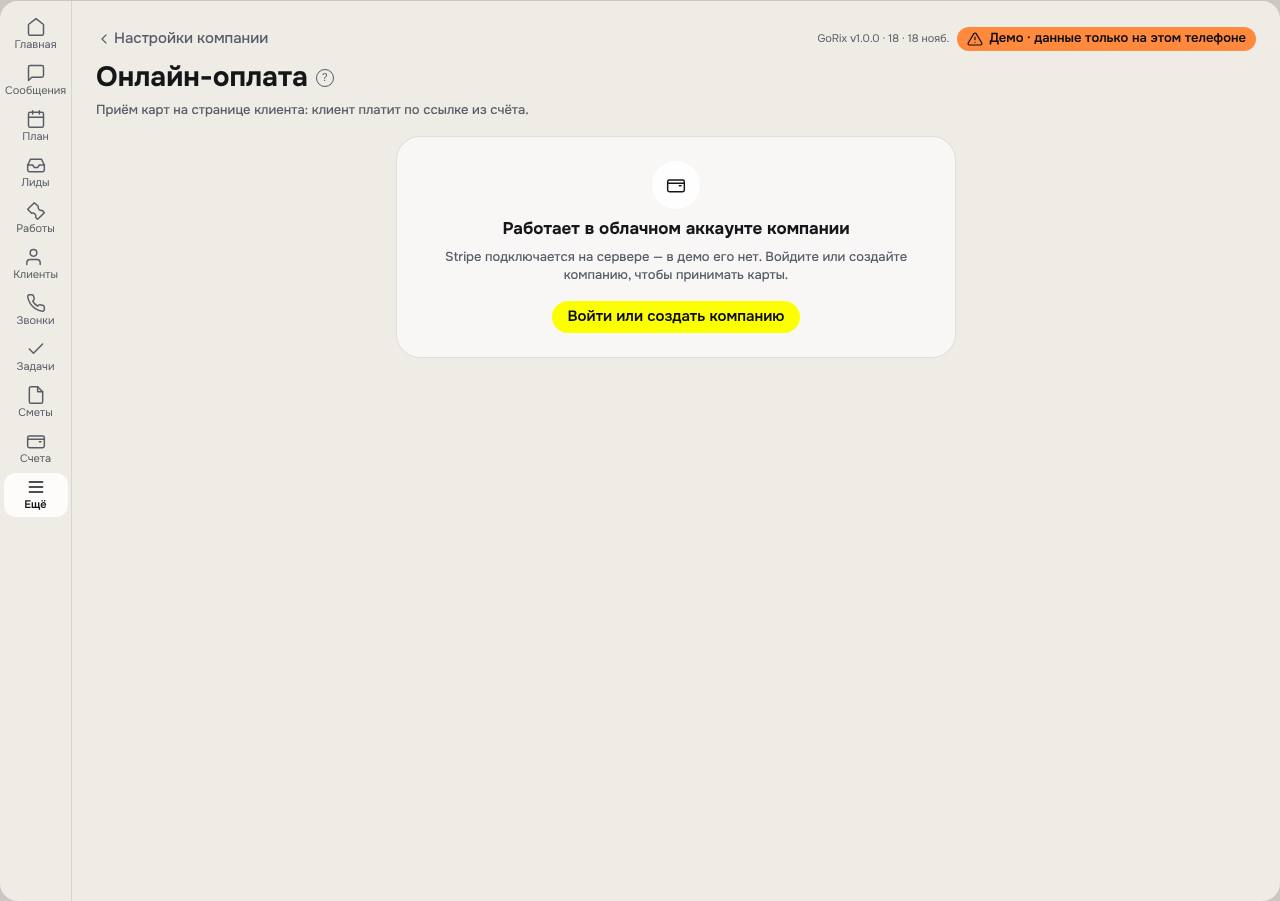 Главная
Сообщения
План
Лиды
Работы
Клиенты
Звонки
Задачи
Сметы
Счета
Ещё
Настройки компании
GoRix v1.0.0 · 18 · 18 нояб.
Демо · данные только на этом телефоне
Онлайн-оплата ?
Приём карт на странице клиента: клиент платит по ссылке из счёта.
Работает в облачном аккаунте компании
Stripe подключается на сервере — в демо его нет. Войдите или создайте
компанию, чтобы принимать карты.
Войти или создать компанию